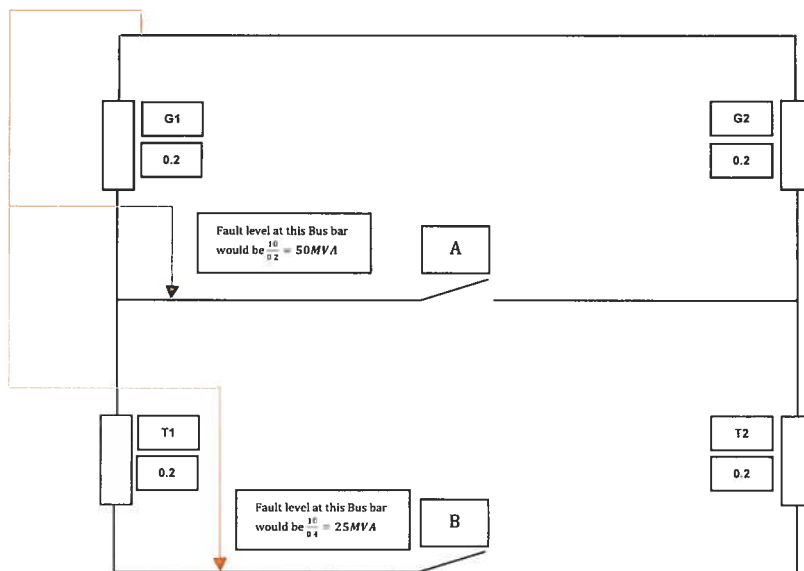 G1
0.2
G2
0.2
Fault level at this Bus bar
would be 10/0.2 = 50MVA
A
T1
0.2
T2
0.2
Fault level at this Bus bar
would be 10/0.4 = 25MVA
B